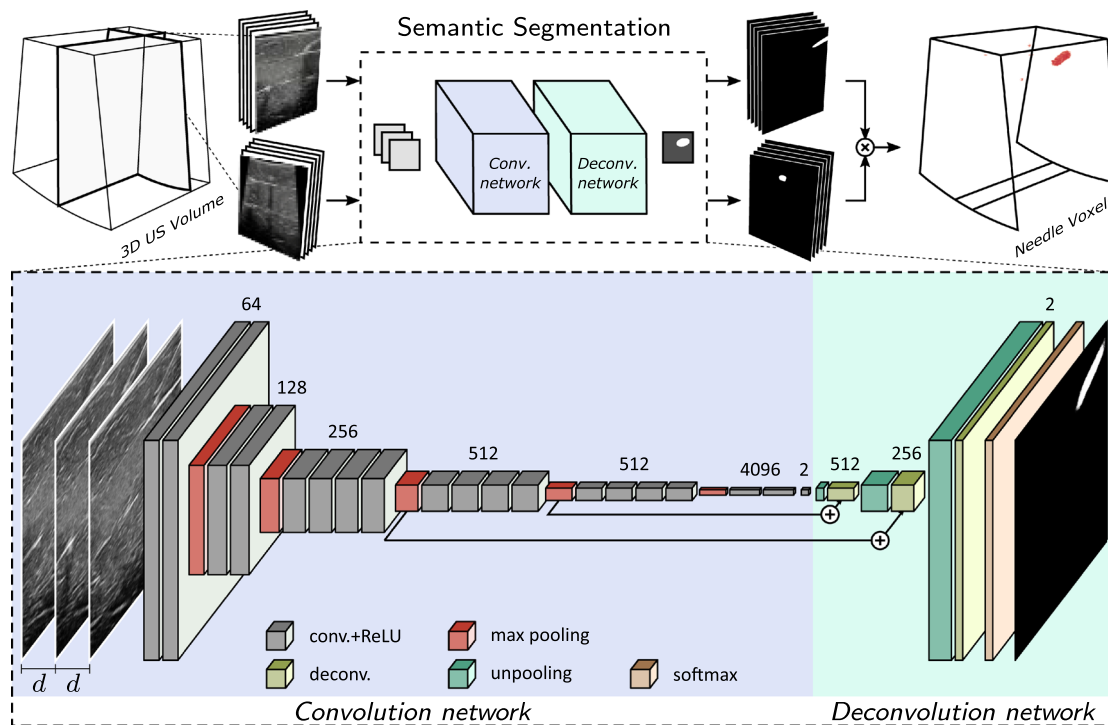 Semantic Segmentation
3D US Volume
Conv.
network
Deconv.
network
Needle Voxel
64
128
256
512
512
4096
2
512
256
2
conv.+ReLU
max pooling
deconv.
unpooling
softmax
d
d
Convolution network
Deconvolution network